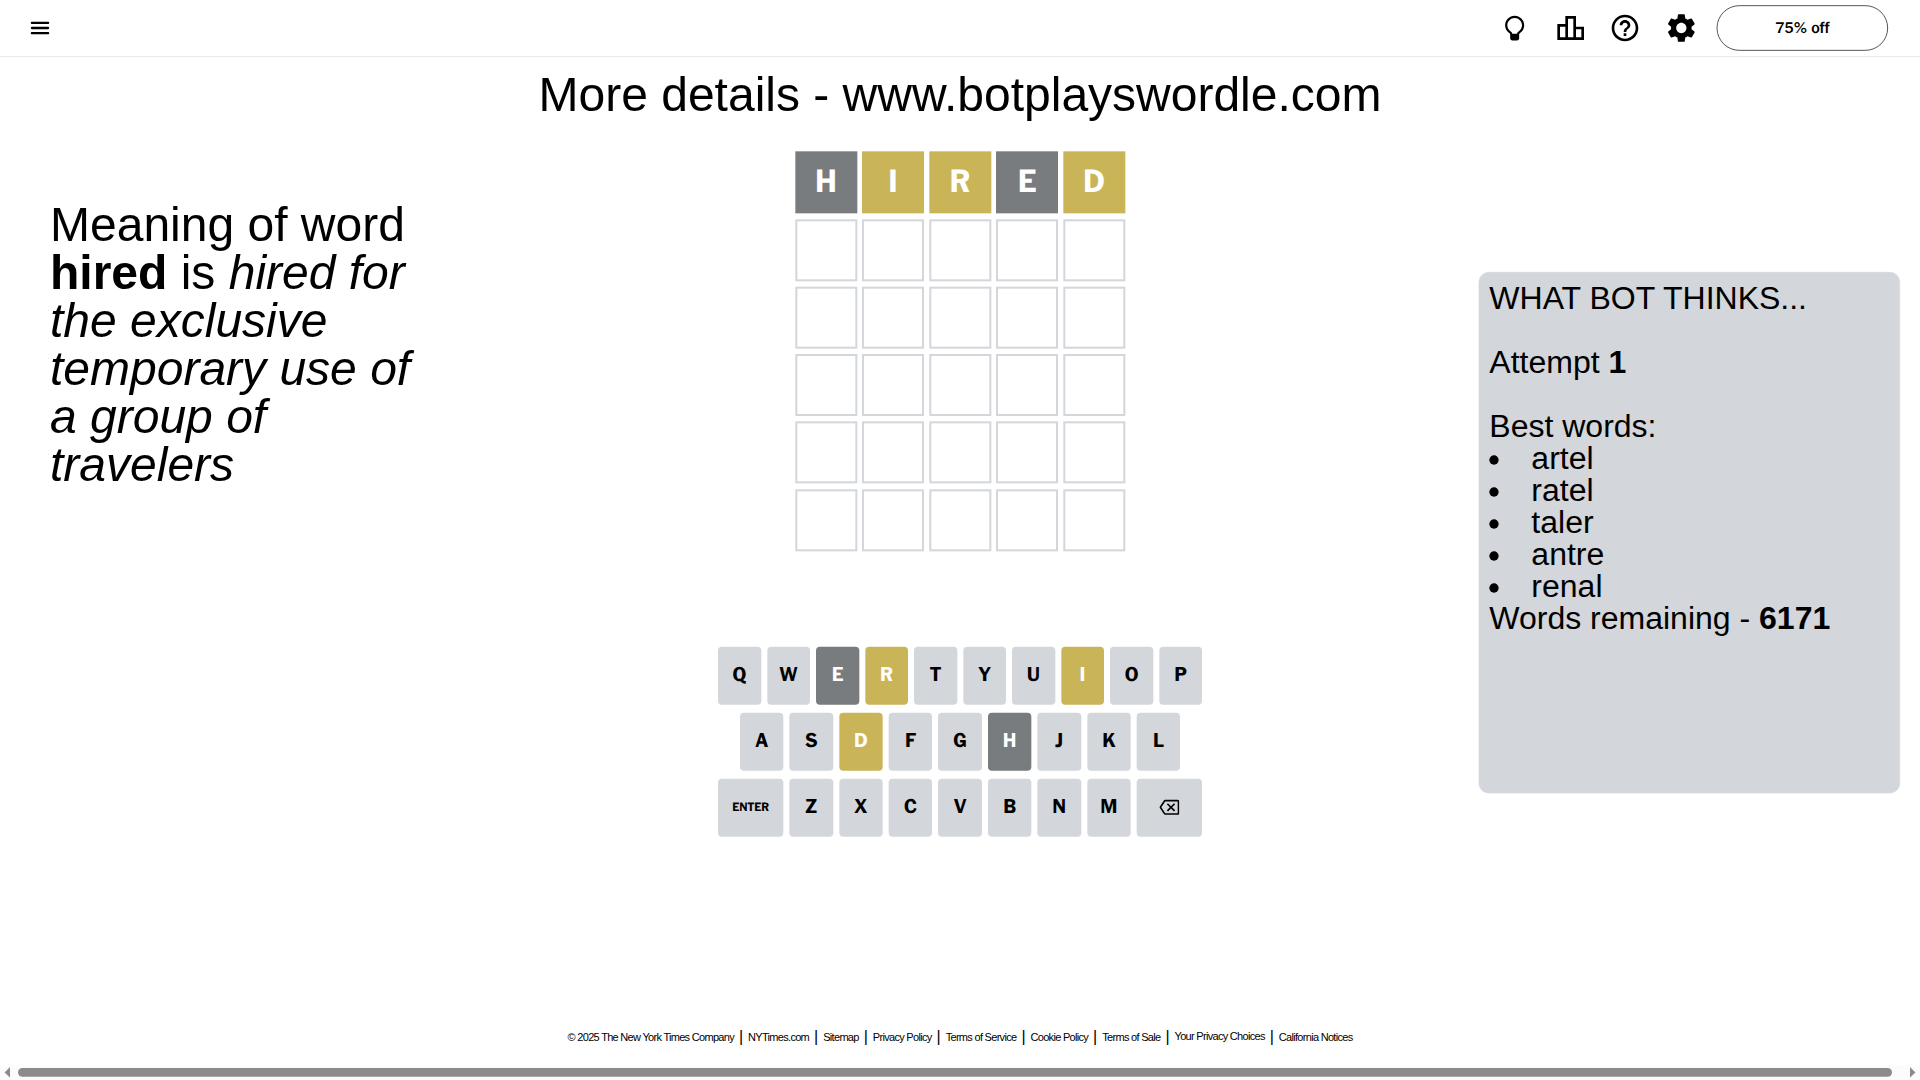 75% off
More details - www.botplayswordle.com
HIRED
Meaning of word
hired is hired for
the exclusive
temporary use of
a group of
travelers
WHAT BOT THINKS...
Attempt 1
Best words:
• artel
• ratel
• taler
• antre
• renal
Words remaining - 6171
Q W E R T Y U I O P
A S D F G H J K L
ENTER Z X C V B N M
© 2025 The New York Times Company | NYTimes.com | Sitemap | Privacy Policy | Terms of Service | Cookie Policy | Terms of Sale | Your Privacy Choices | California Notices